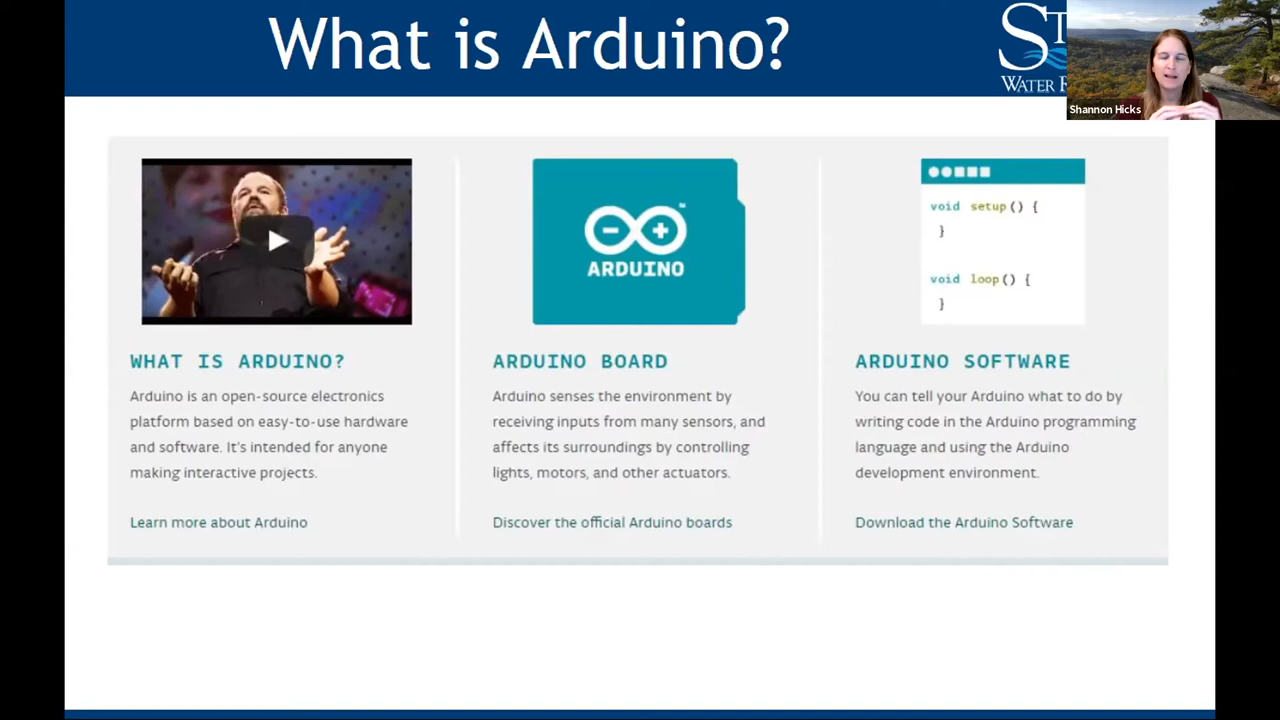 What is Arduino?
ST
WATER R
Shannon Hicks
ARDUINO
void setup() {
}
void loop() {
}
WHAT IS ARDUINO?
Arduino is an open-source electronics
platform based on easy-to-use hardware
and software. It's intended for anyone
making interactive projects.
Learn more about Arduino
ARDUINO BOARD
Arduino senses the environment by
receiving inputs from many sensors, and
affects its surroundings by controlling
lights, motors, and other actuators.
Discover the official Arduino boards
ARDUINO SOFTWARE
You can tell your Arduino what to do by
writing code in the Arduino programming
language and using the Arduino
development environment.
Download the Arduino Software